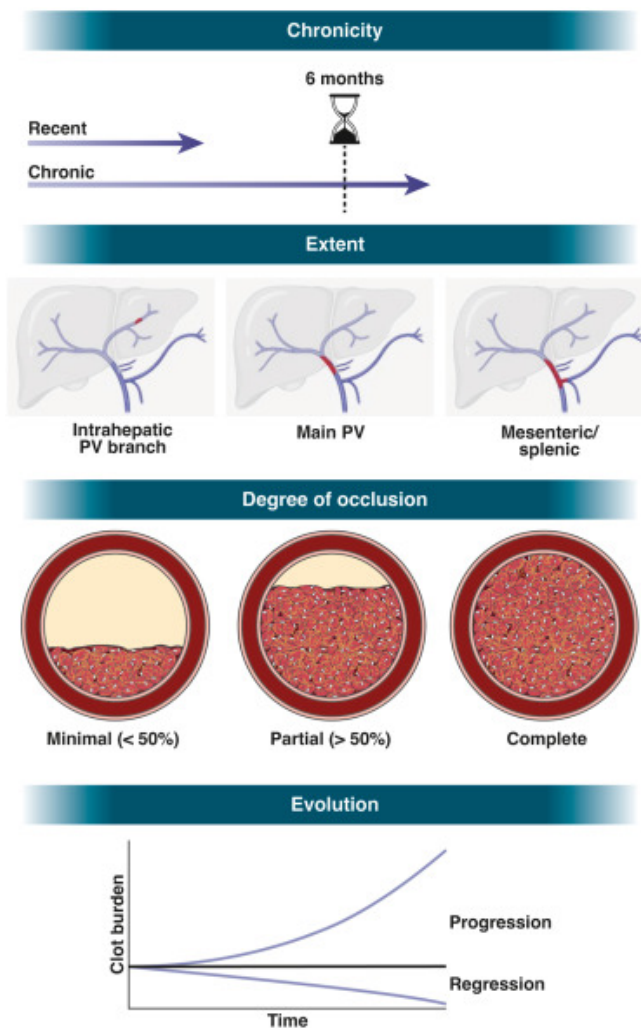 Chronicity
6 months
Recent
Chronic
Extent
Intrahepatic
PV branch
Main PV
Mesenteric/
splenic
Degree of occlusion
Minimal (< 50%)
Partial (> 50%)
Complete
Evolution
Clot burden
Progression
Regression
Time